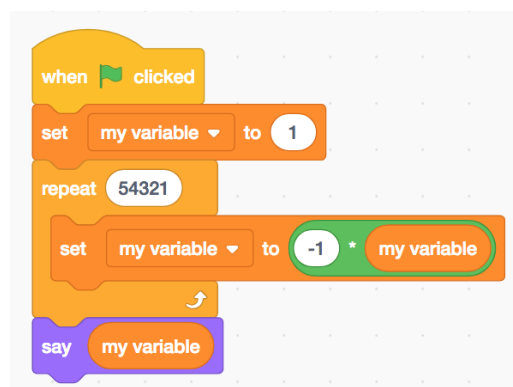 when clicked
set my variable to 1
repeat 54321
set my variable to -1 * my variable
say my variable